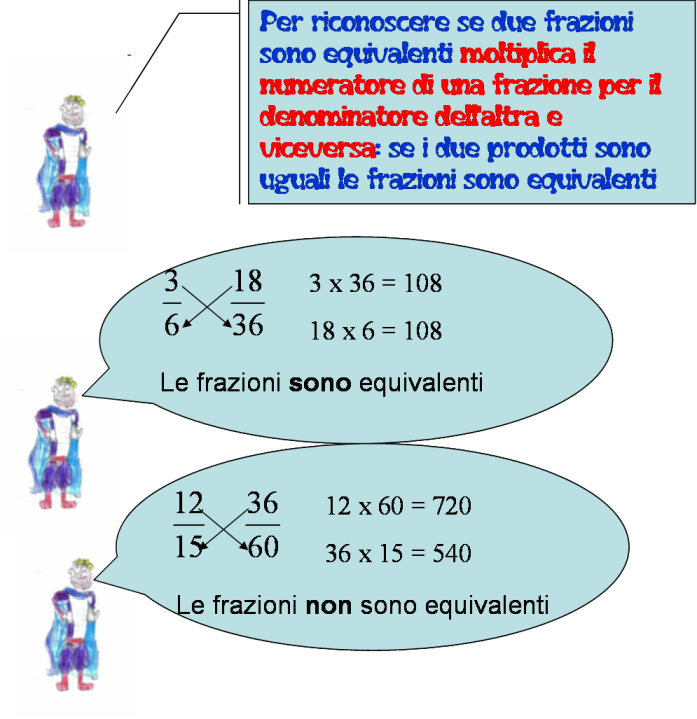 Per riconoscere se due frazioni
sono equivalenti moltiplica il
numeratore di una frazione per il
denominatore dell'altra e
viceversa: se i due prodotti sono
uguali le frazioni sono equivalenti
3 18 3 x 36 = 108
6 36 18 x 6 = 108
Le frazioni sono equivalenti
12 36 12 x 60 = 720
15 60 36 x 15 = 540
Le frazioni non sono equivalenti